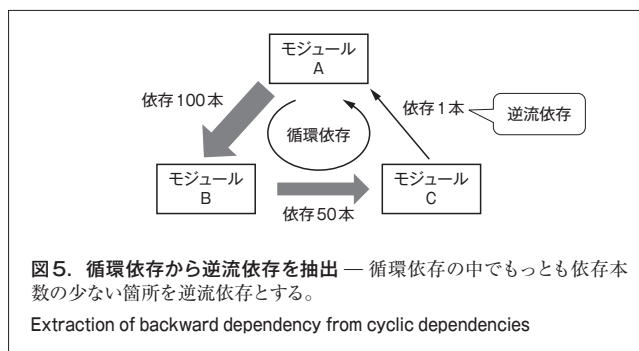 モジュール
A
依存100本
依存1本
逆流依存
循環依存
モジュール
B
モジュール
C
依存50本
図5. 循環依存から逆流依存を抽出 — 循環依存の中でもっとも依存本
数の少ない箇所を逆流依存とする。
Extraction of backward dependency from cyclic dependencies